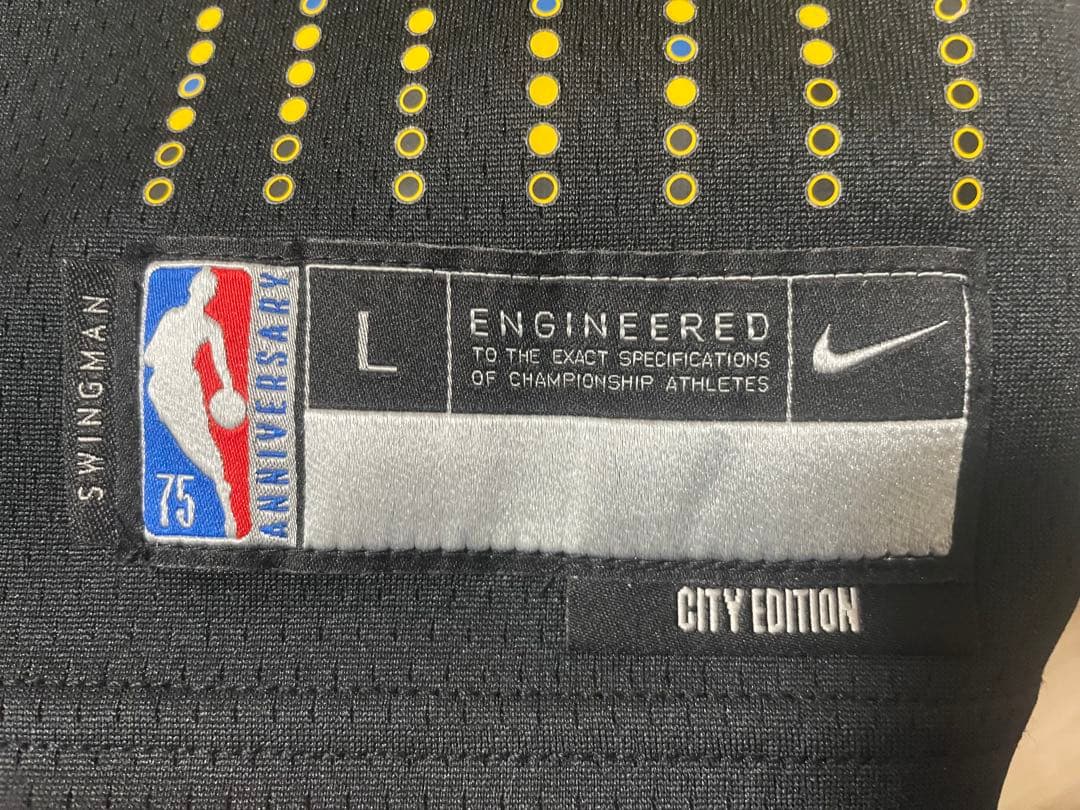 SWINGMAN
75
ANNIVERSARY
L
ENGINEERED
TO THE EXACT SPECIFICATIONS
OF CHAMPIONSHIP ATHLETES
CITY EDITION